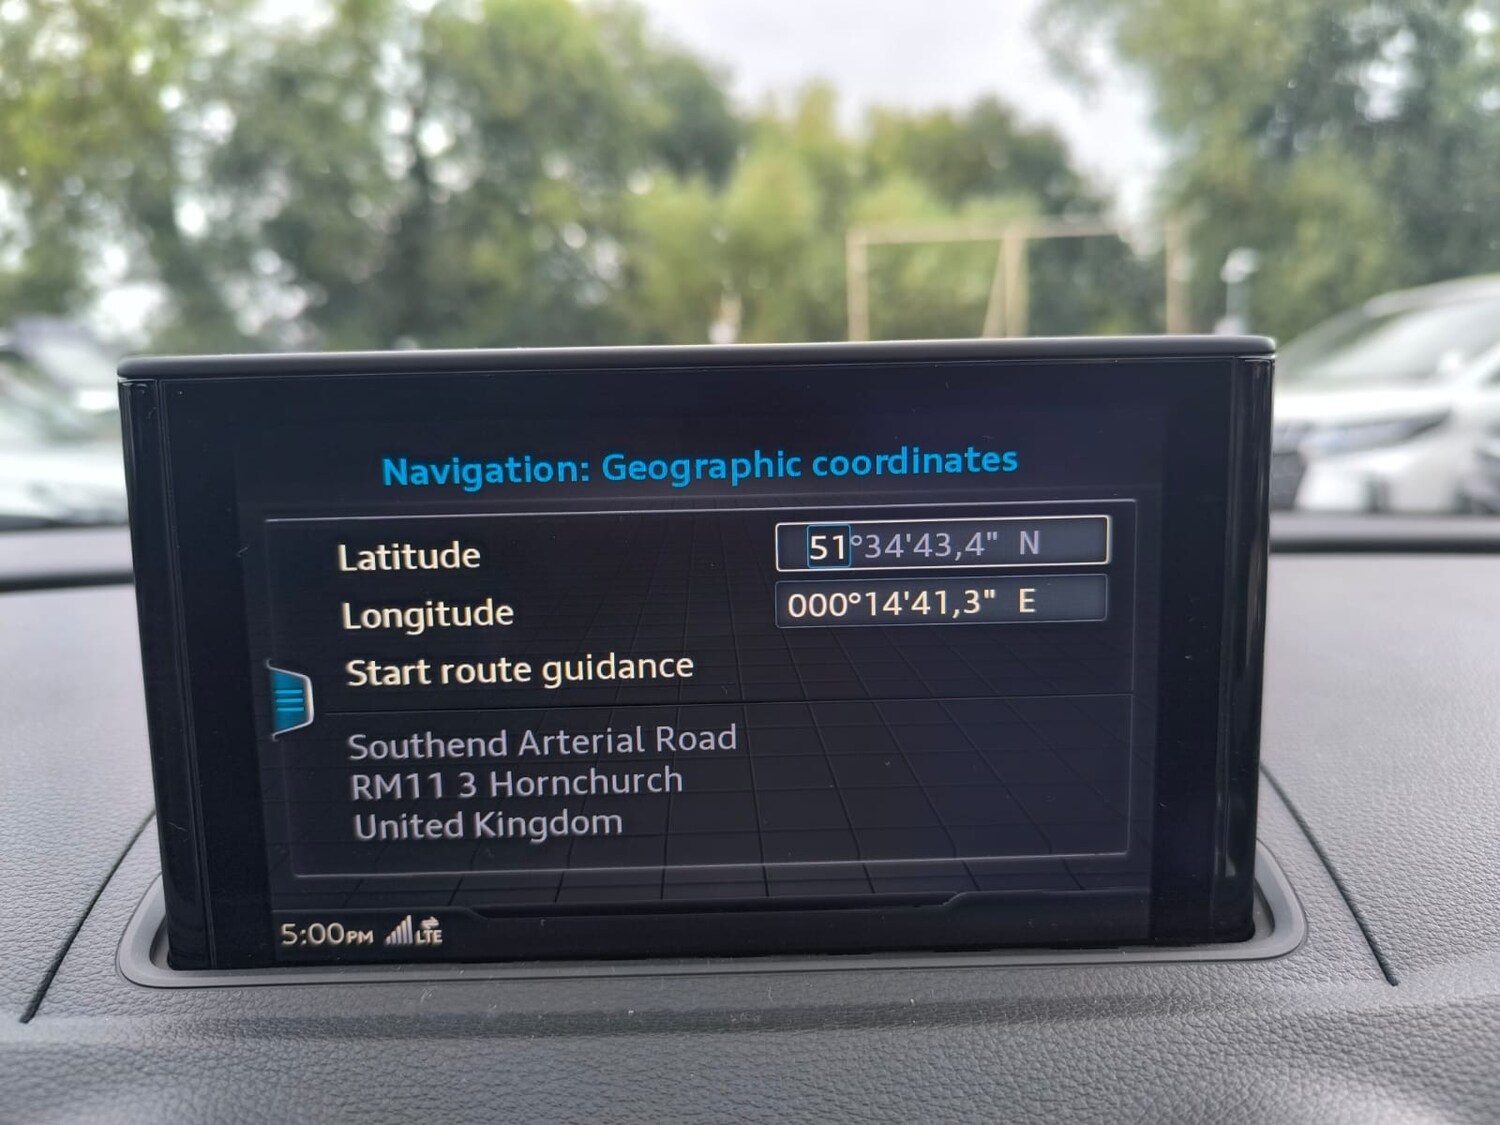 Navigation: Geographic coordinates
Latitude 51°34'43,4" N
Longitude 000°14'41,3" E
Start route guidance
Southend Arterial Road
RM11 3 Hornchurch
United Kingdom
5:00PM LTE